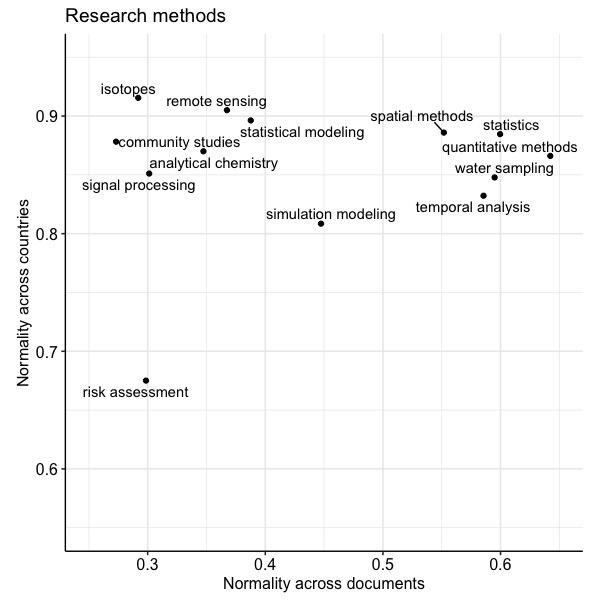 Research methods
isotopes
remote sensing
statistical modeling
community studies
analytical chemistry
signal processing
spatial methods
statistics
quantitative methods
water sampling
temporal analysis
simulation modeling
risk assessment
Normality across countries
0.9
0.8
0.7
0.6
0.3
0.4
0.5
0.6
Normality across documents